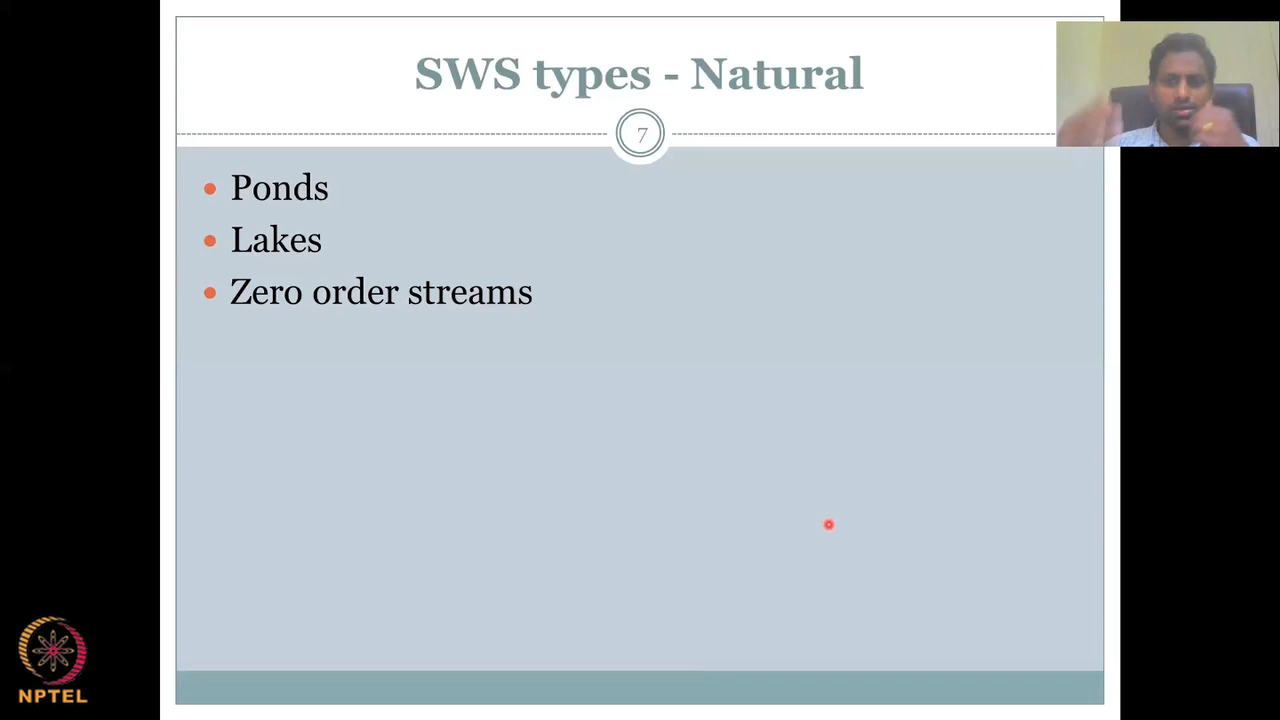 SWS types - Natural
7
Ponds
Lakes
Zero order streams
NPTEL